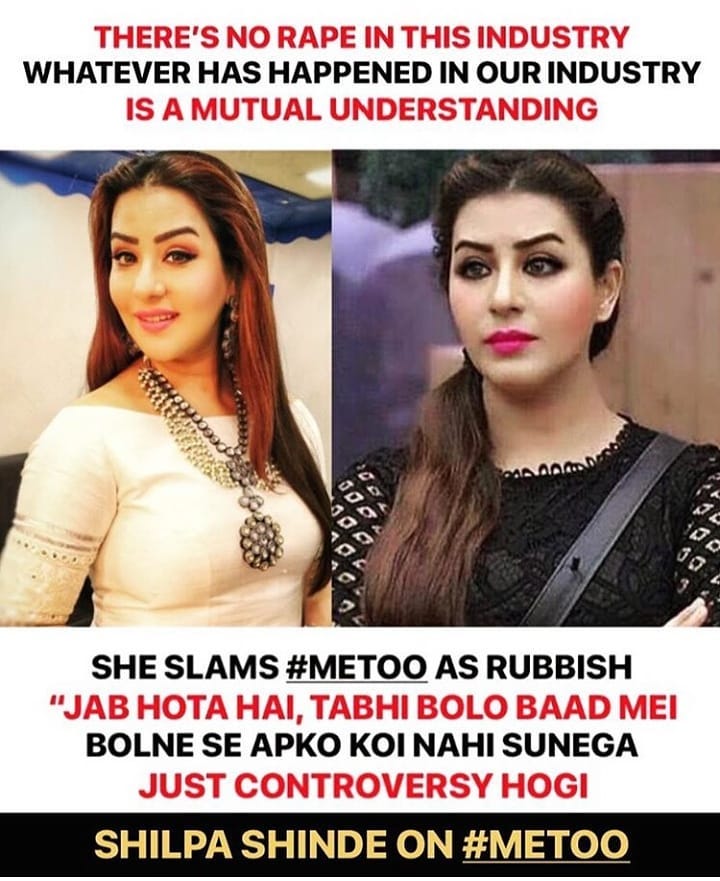 THERE'S NO RAPE IN THIS INDUSTRY
WHATEVER HAS HAPPENED IN OUR INDUSTRY
IS A MUTUAL UNDERSTANDING
SHE SLAMS #METOO AS RUBBISH
"JAB HOTA HAI, TABHI BOLO BAAD MEI
BOLNE SE APKO KOI NAHI SUNEGA
JUST CONTROVERSY HOGI
SHILPA SHINDE ON #METOO